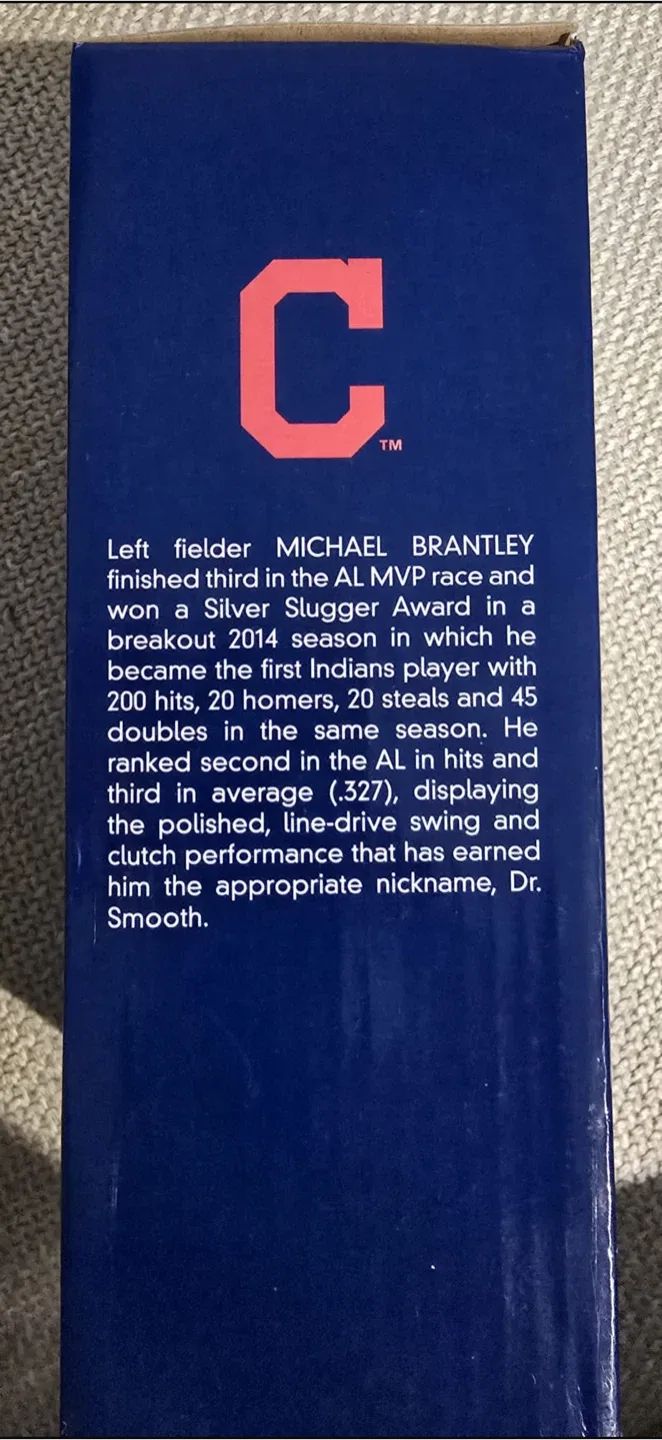 C
TM
Left fielder MICHAEL BRANTLEY
finished third in the AL MVP race and
won a Silver Slugger Award in a
breakout 2014 season in which he
became the first Indians player with
200 hits, 20 homers, 20 steals and 45
doubles in the same season. He
ranked second in the AL in hits and
third in average (.327), displaying
the polished, line-drive swing and
clutch performance that has earned
him the appropriate nickname, Dr.
Smooth.